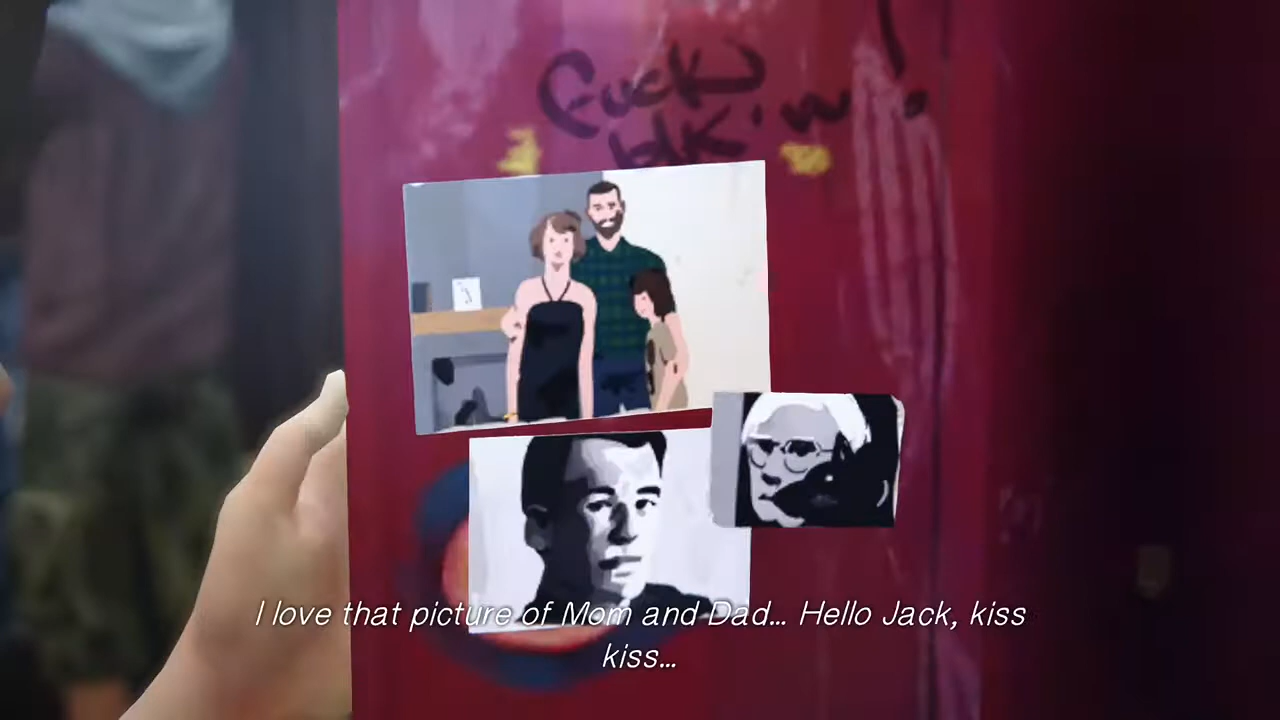 fuck
I love that picture of Mom and Dad... Hello Jack, kiss
kiss...